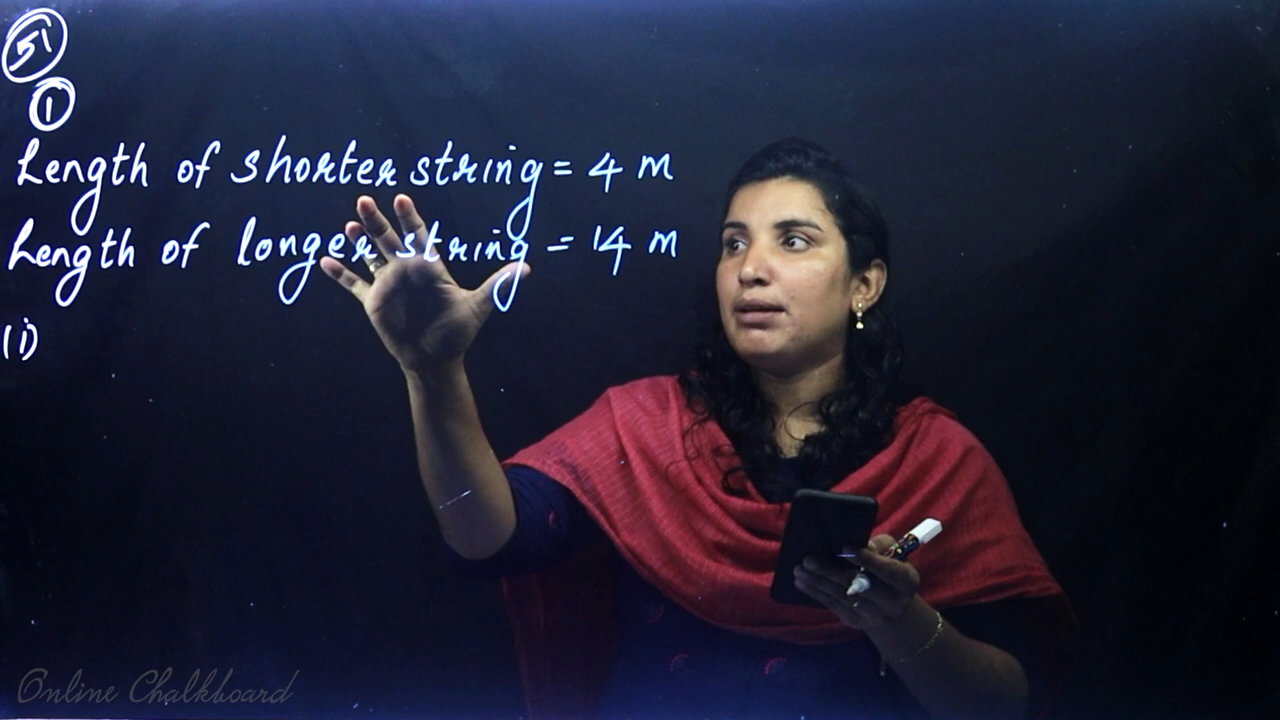 51
1
Length of shorter string = 4 m
Length of longer string = 14 m
(i)
Online Chalkboard